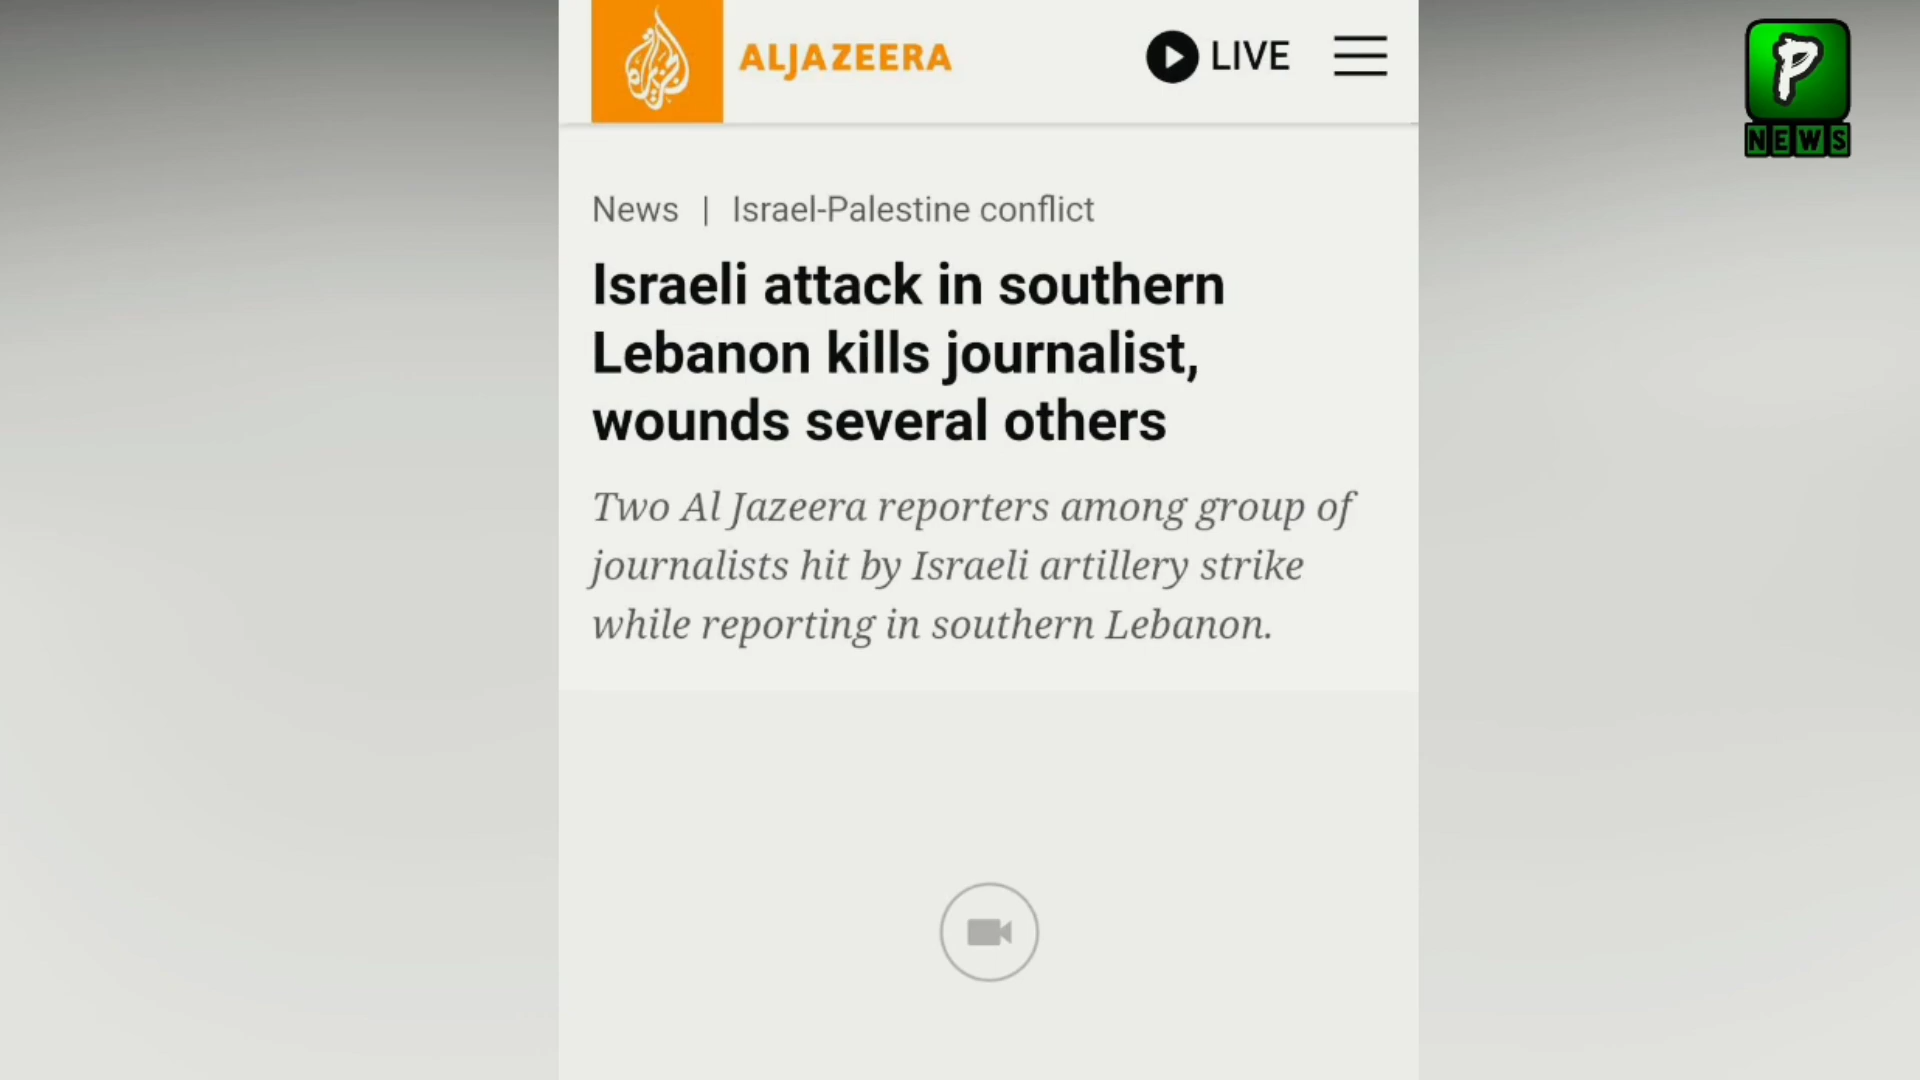 الجزيرة
ALJAZEERA
LIVE
P
NEWS
News | Israel-Palestine conflict
Israeli attack in southern
Lebanon kills journalist,
wounds several others
Two Al Jazeera reporters among group of
journalists hit by Israeli artillery strike
while reporting in southern Lebanon.